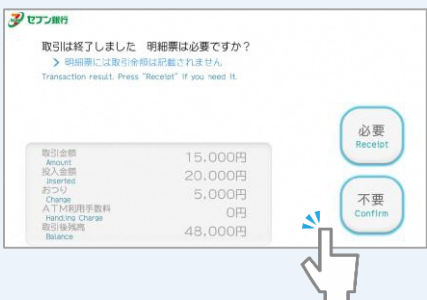 セブン銀行
取引は終了しました 明細票は必要ですか？
明細票には取引金額は記載されません
Transaction result. Press "Receipt" if you need it.
必要
Receipt
取引金額 15,000円
Amount
投入金額 20,000円
Inserted
おつり 5,000円
Change
ATM利用手数料 0円
Handling Charge
取引後残高 48,000円
Balance
不要
Confirm